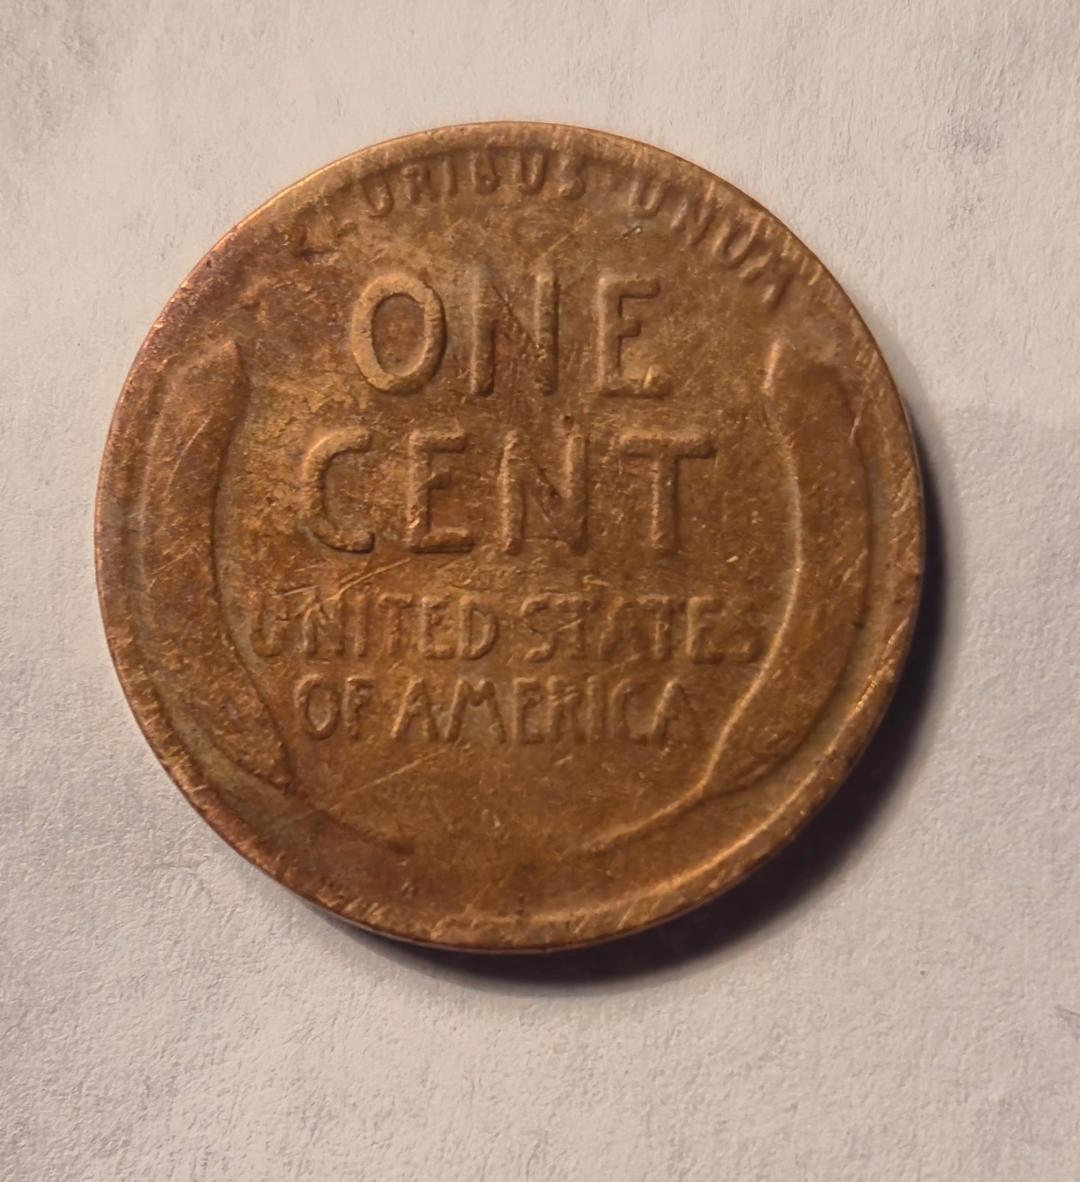 PLURIBUS UNUM
ONE
CENT
UNITED STATES
OF AMERICA